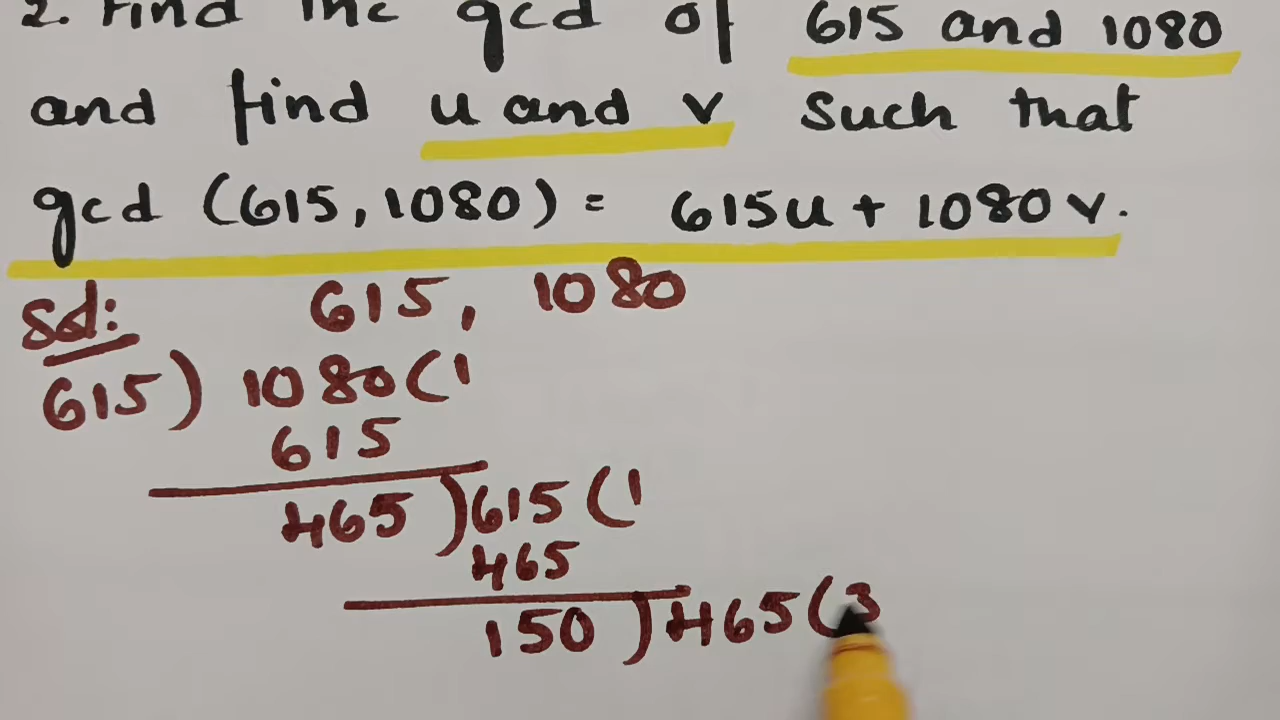 2. Find the gcd of 615 and 1080
and find u and v such that
gcd (615, 1080) = 615u + 1080 v.
Sol: 615, 1080
615) 1080 (1
615
465) 615 (1
465
150) 465 (3